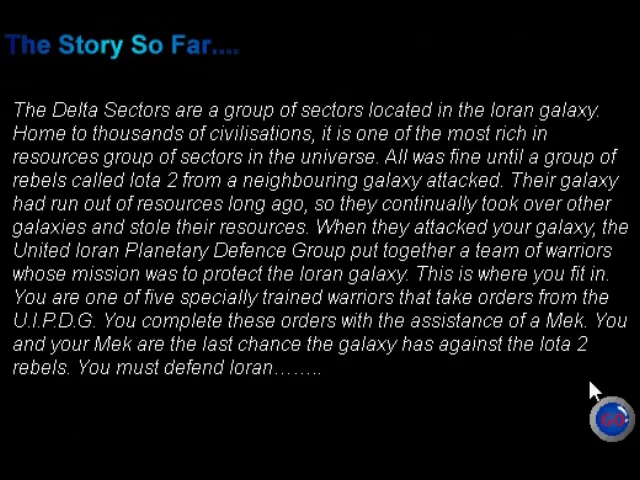 The Story So Far....
The Delta Sectors are a group of sectors located in the Ioran galaxy.
Home to thousands of civilisations, it is one of the most rich in
resources group of sectors in the universe. All was fine until a group of
rebels called Iota 2 from a neighbouring galaxy attacked. Their galaxy
had run out of resources long ago, so they continually took over other
galaxies and stole their resources. When they attacked your galaxy, the
United Ioran Planetary Defence Group put together a team of warriors
whose mission was to protect the Ioran galaxy. This is where you fit in.
You are one of five specially trained warriors that take orders from the
U.I.P.D.G. You complete these orders with the assistance of a Mek. You
and your Mek are the last chance the galaxy has against the Iota 2
rebels. You must defend Ioran……..
GO